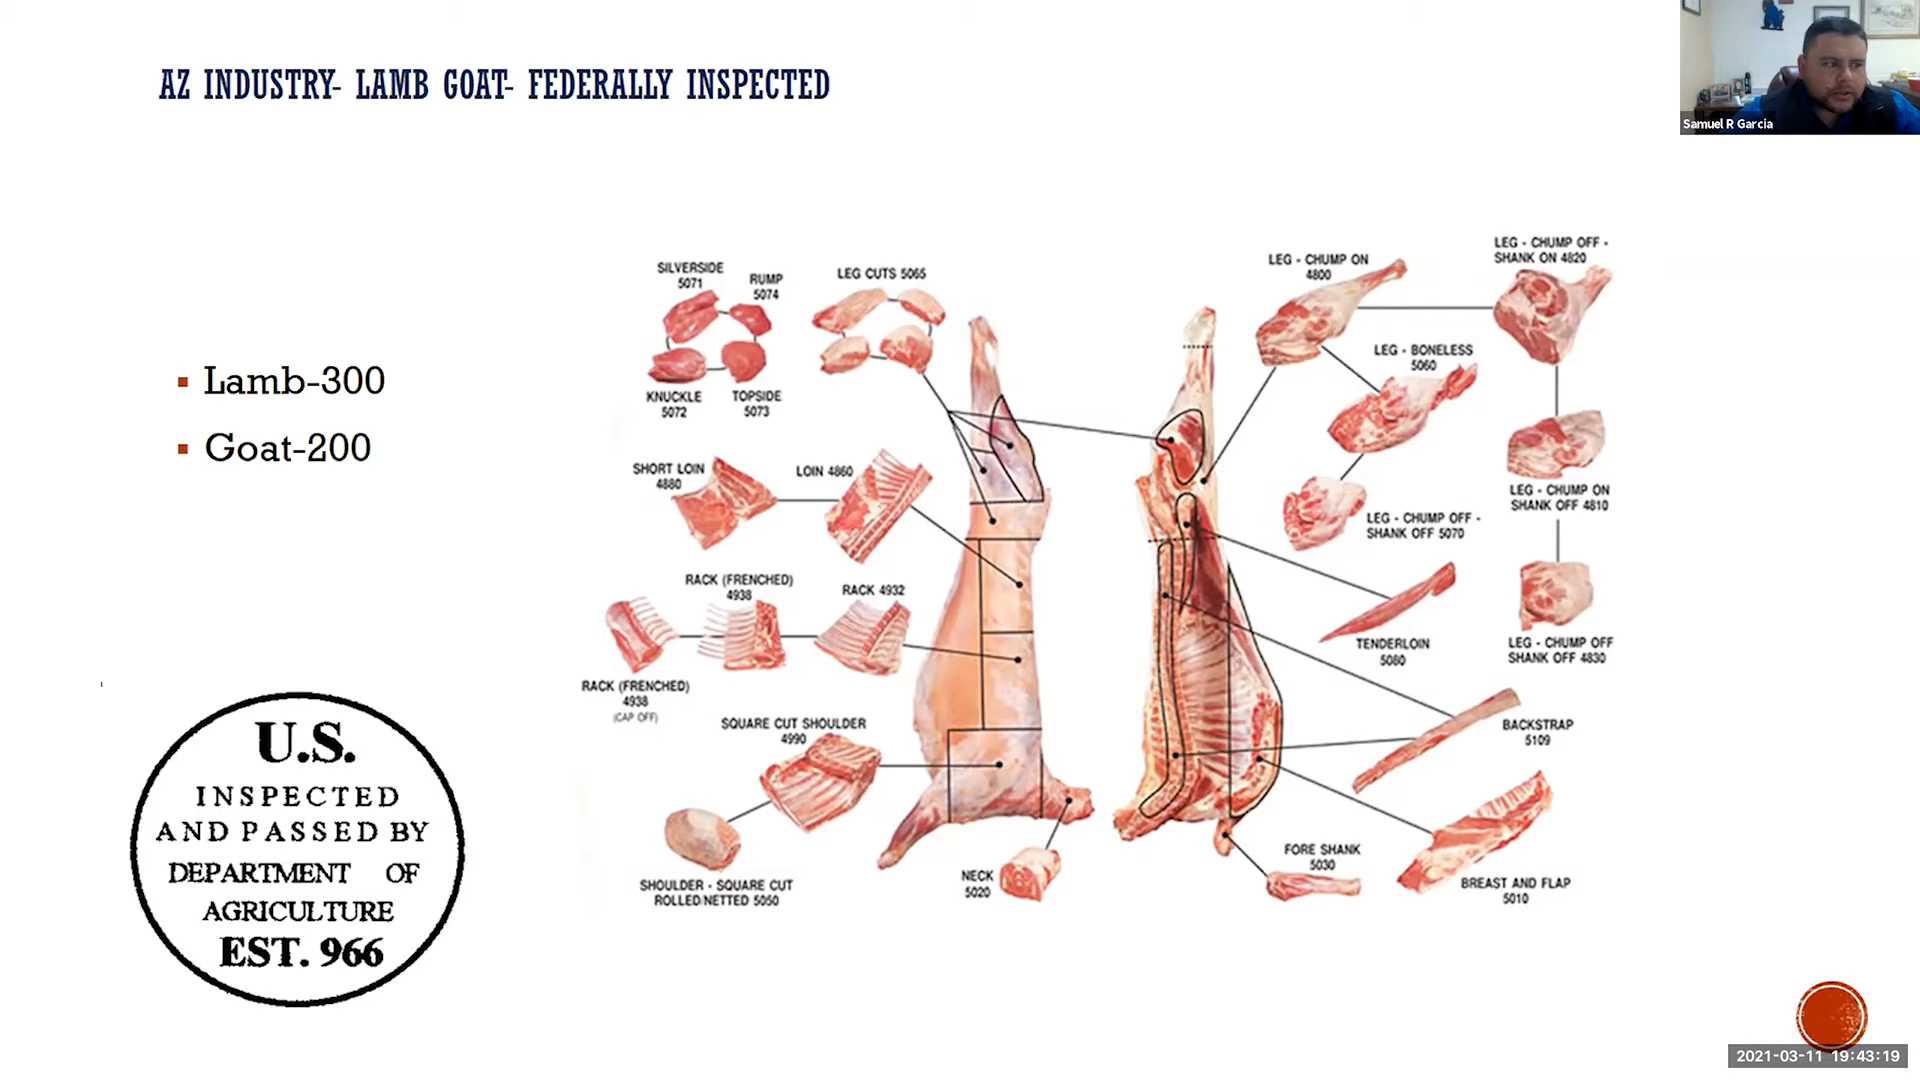 AZ INDUSTRY- LAMB GOAT- FEDERALLY INSPECTED
Samuel R Garcia
▪ Lamb-300
▪ Goat-200
U.S.
INSPECTED
AND PASSED BY
DEPARTMENT OF
AGRICULTURE
EST. 966
SILVERSIDE
5071
RUMP
5074
KNUCKLE
5072
TOPSIDE
5073
LEG CUTS 5065
SHORT LOIN
4880
LOIN 4860
RACK (FRENCHED)
4938
RACK 4932
RACK (FRENCHED)
4938
(CAP OFF)
SQUARE CUT SHOULDER
4990
SHOULDER - SQUARE CUT
ROLLED/NETTED 5050
NECK
5020
LEG - CHUMP ON
4800
LEG - CHUMP OFF -
SHANK ON 4820
LEG - BONELESS
5060
LEG - CHUMP ON
SHANK OFF 4810
LEG - CHUMP OFF -
SHANK OFF 5070
TENDERLOIN
5080
LEG - CHUMP OFF
SHANK OFF 4830
BACKSTRAP
5109
FORE SHANK
5030
BREAST AND FLAP
5010
2021-03-11 19:43:19